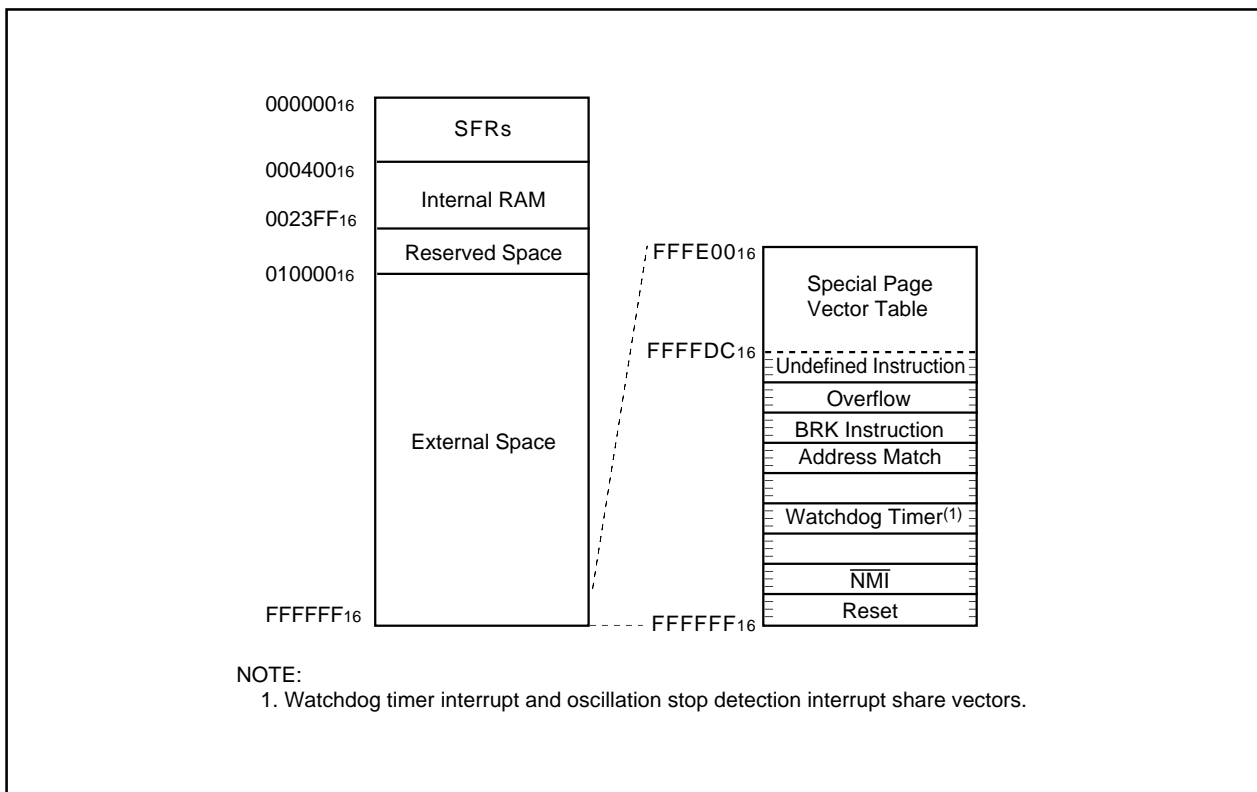 00000016
SFRs
00040016
Internal RAM
0023FF16
Reserved Space
01000016
External Space
FFFFFF16
FFFE0016
Special Page
Vector Table
FFFFDC16
Undefined Instruction
Overflow
BRK Instruction
Address Match
Watchdog Timer(1)
NMI
Reset
FFFFFF16
NOTE:
1. Watchdog timer interrupt and oscillation stop detection interrupt share vectors.